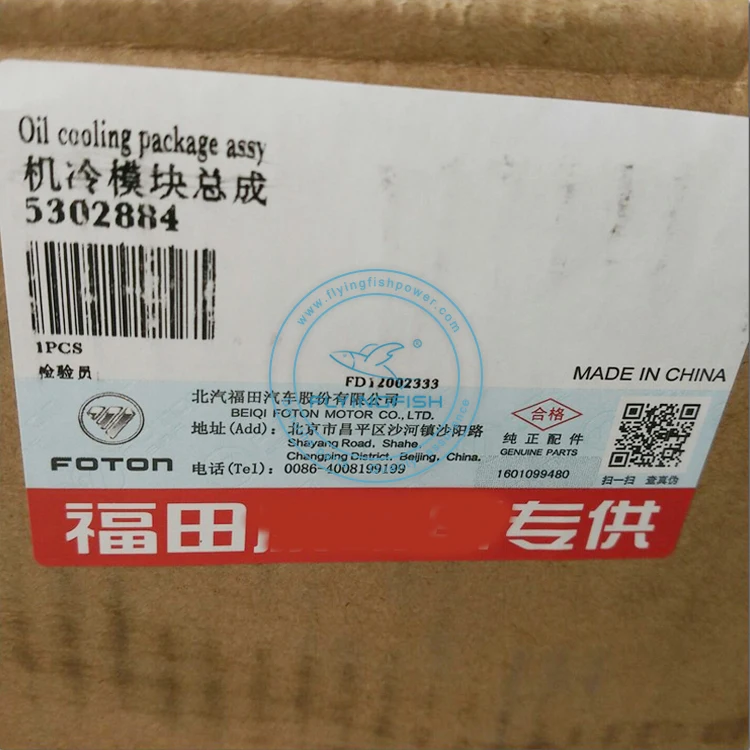 Oil cooling package assy
机冷模块总成
5302884
1PCS
检验员
www.flyingfishpower.com
®
FLYINGFISH
FD12002333
MADE IN CHINA
北汽福田汽车股份有限公司
BEIQI FOTON MOTOR CO.,LTD.
地址(Add): 北京市昌平区沙河镇沙阳路
Shayang Road, Shahe,
Changping District, Beijing, China.
电话(Tel): 0086-4008199199
FOTON
合格
纯正配件
GENUINE PARTS
1601099480
扫一扫 查真伪
福田
专供